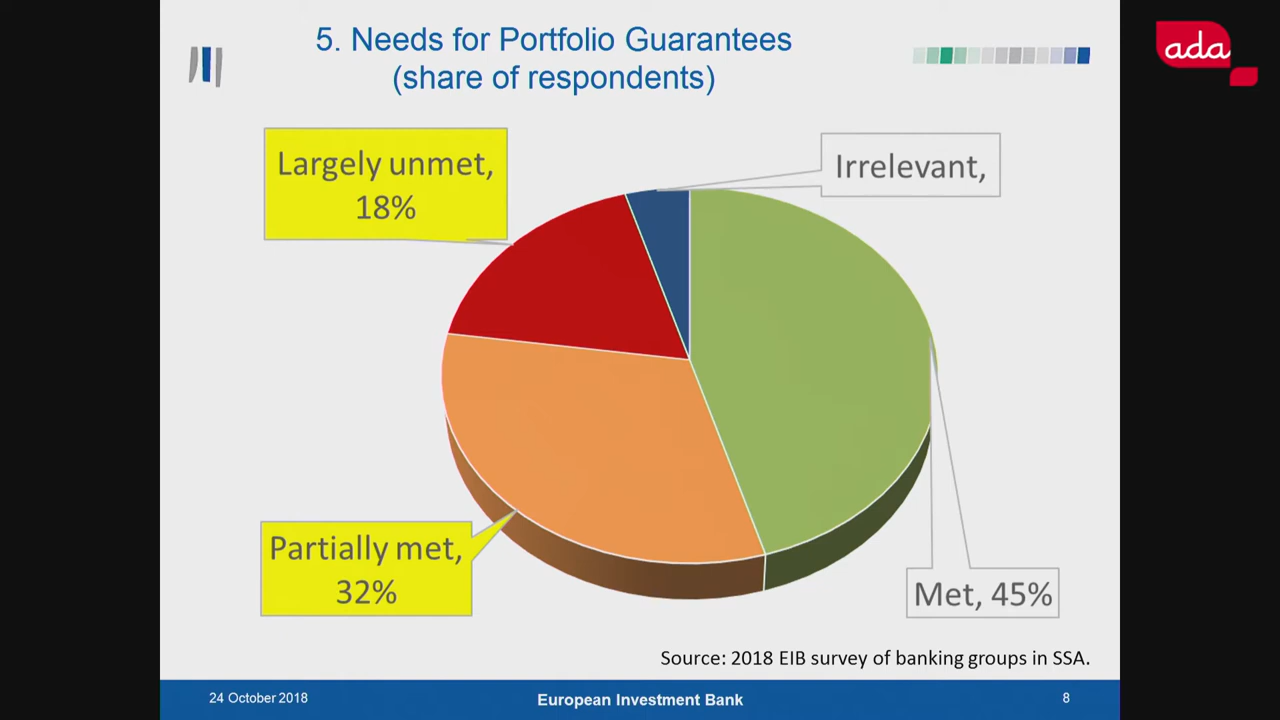 5. Needs for Portfolio Guarantees
(share of respondents)
ada
Largely unmet,
18%
Irrelevant,
Partially met,
32%
Met, 45%
Source: 2018 EIB survey of banking groups in SSA.
24 October 2018
European Investment Bank
8